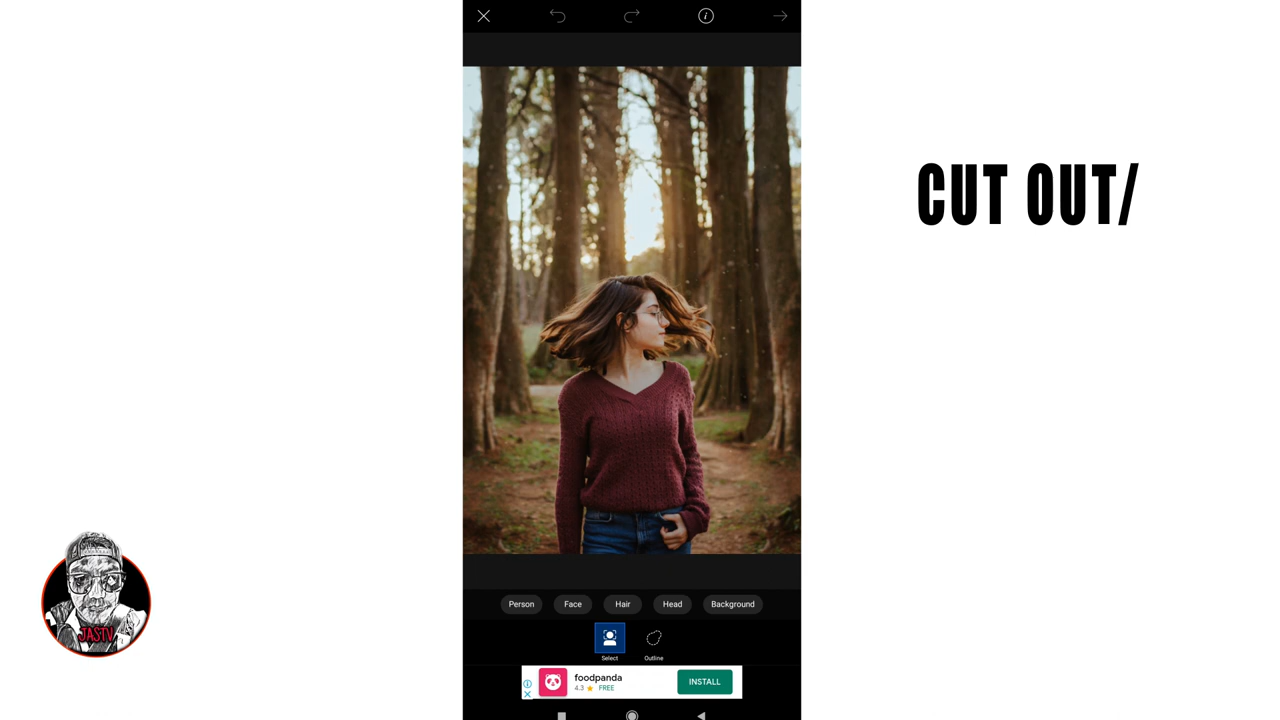 CUT OUT/
Person Face Hair Head Background
Select Outline
foodpanda
4.3 FREE
INSTALL
JASTV